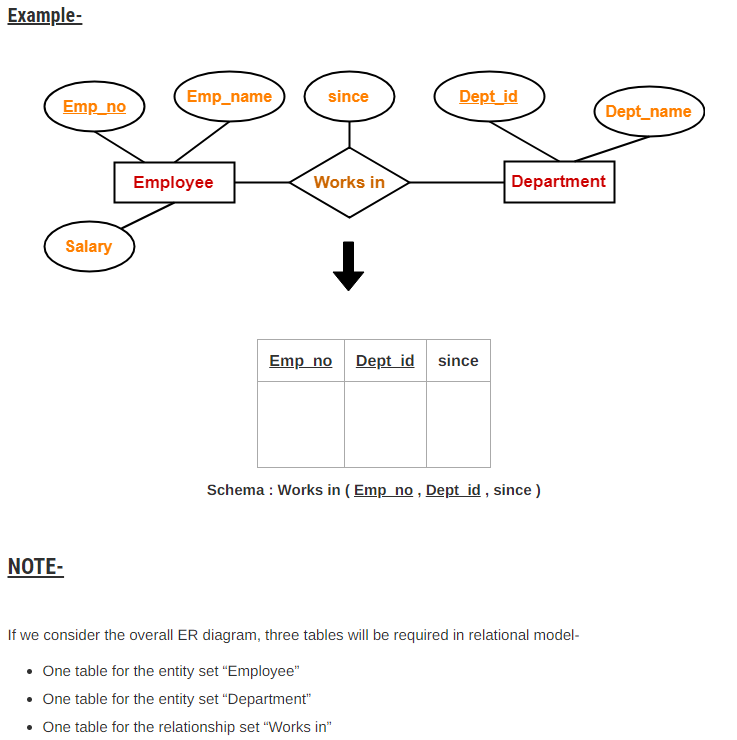 Example-
Emp_no
Emp_name
since
Dept_id
Dept_name
Employee
Works in
Department
Salary
Emp_no Dept_id since
Schema : Works in ( Emp_no , Dept_id , since )
NOTE-
If we consider the overall ER diagram, three tables will be required in relational model-
• One table for the entity set “Employee”
• One table for the entity set “Department”
• One table for the relationship set “Works in”